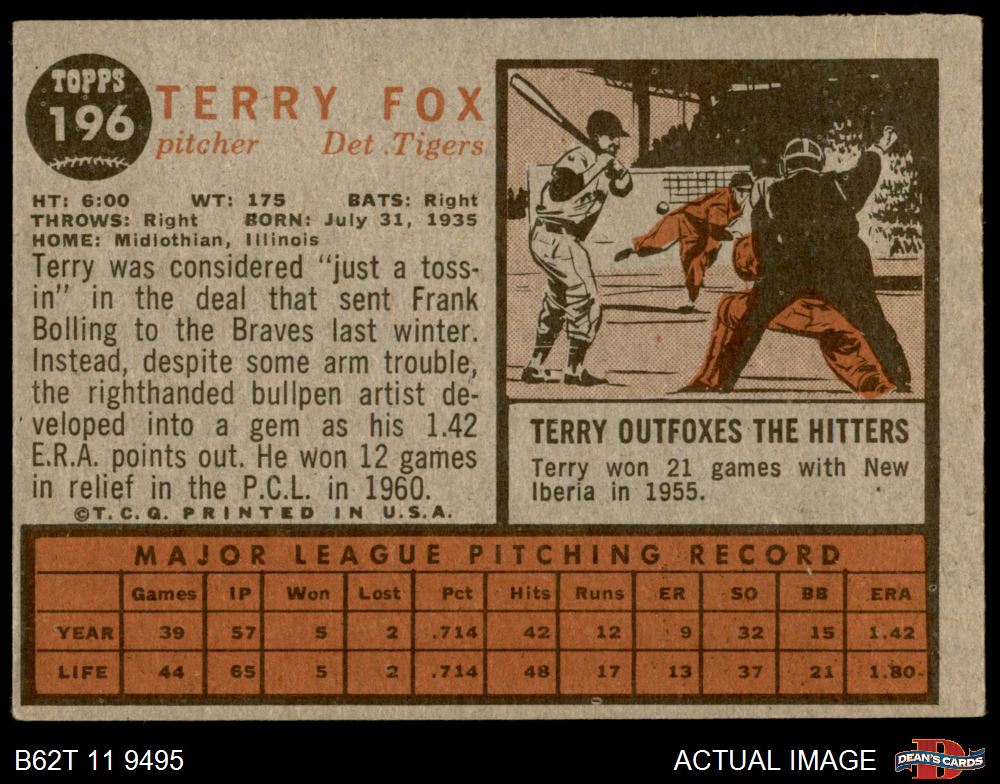 TOPPS
196
TERRY FOX
pitcher Det. Tigers
HT: 6:00 WT: 175 BATS: Right
THROWS: Right BORN: July 31, 1935
HOME: Midlothian, Illinois
Terry was considered “just a toss-
in” in the deal that sent Frank
Bolling to the Braves last winter.
Instead, despite some arm trouble,
the righthanded bullpen artist de-
veloped into a gem as his 1.42
E.R.A. points out. He won 12 games
in relief in the P.C.L. in 1960.
©T.C.G. PRINTED IN U.S.A.
TERRY OUTFOXES THE HITTERS
Terry won 21 games with New
Iberia in 1955.
MAJOR LEAGUE PITCHING RECORD
Games IP Won Lost Pct Hits Runs ER SO BB ERA
YEAR 39 57 5 2 .714 42 12 9 32 15 1.42
LIFE 44 65 5 2 .714 48 17 13 37 21 1.80
B62T 11 9495 ACTUAL IMAGE DEAN'S CARDS